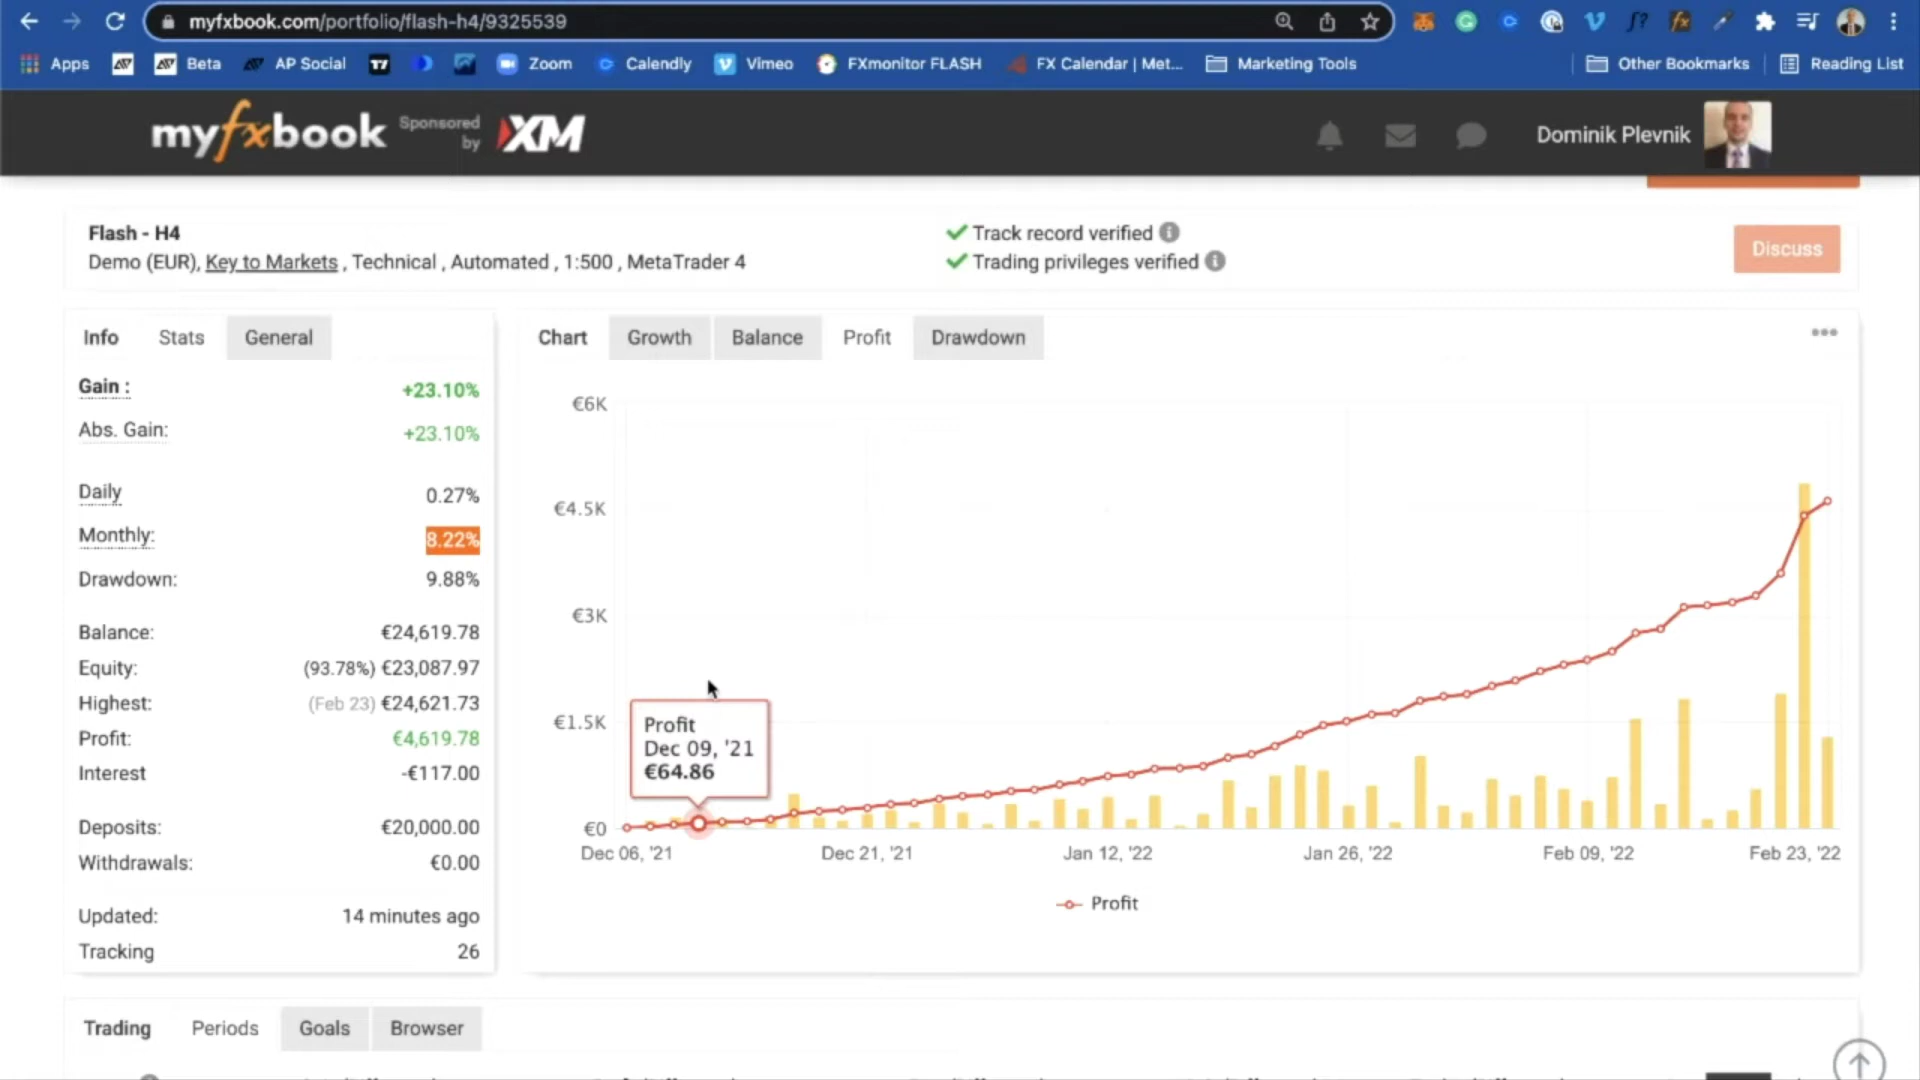 myfxbook.com/portfolio/flash-h4/9325539
Apps Beta AP Social Zoom Calendly Vimeo FXmonitor FLASH FX Calendar | Met... Marketing Tools Other Bookmarks Reading List
myfxbook Sponsored by XM Dominik Plevnik
Flash - H4
Demo (EUR), Key to Markets , Technical , Automated , 1:500 , MetaTrader 4
Track record verified
Trading privileges verified
Discuss
Info Stats General
Gain : +23.10%
Abs. Gain: +23.10%
Daily 0.27%
Monthly: 8.22%
Drawdown: 9.88%
Balance: €24,619.78
Equity: (93.78%) €23,087.97
Highest: (Feb 23) €24,621.73
Profit: €4,619.78
Interest -€117.00
Deposits: €20,000.00
Withdrawals: €0.00
Updated: 14 minutes ago
Tracking 26
Chart Growth Balance Profit Drawdown
€6K
€4.5K
€3K
€1.5K
€0
Profit
Dec 09, '21
€64.86
Dec 06, '21 Dec 21, '21 Jan 12, '22 Jan 26, '22 Feb 09, '22 Feb 23, '22
Profit
Trading Periods Goals Browser